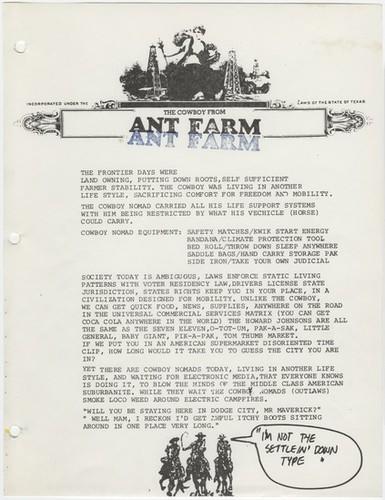 INCORPORATED UNDER THE
LAWS OF THE STATE OF TEXAS
THE COWBOY FROM
ANT FARM
ANT FARM
THE FRONTIER DAYS WERE
LAND OWNING, PUTTING DOWN ROOTS,SELF SUFFICIENT
FARMER STABILITY. THE COWBOY WAS LIVING IN ANOTHER
LIFE STYLE, SACRIFICING COMFORT FOR FREEDOM AND MOBILITY.
THE COWBOY NOMAD CARRIED ALL HIS LIFE SUPPORT SYSTEMS
WITH HIM BEING RESTRICTED BY WHAT HIS VECHICLE (HORSE)
COULD CARRY.
COWBOY NOMAD EQUIPMENT: SAFETY MATCHES/KWIK START ENERGY
BANDANA/CLIMATE PROTECTION TOOL
BED ROLL/THROW DOWN SLEEP ANYWHERE
SADDLE BAGS/HAND CARRY STORAGE PAK
SIDE IRON/TAKE YOUR OWN JUDICIAL
SOCIETY TODAY IS AMBIGUOUS, LAWS ENFORCE STATIC LIVING
PATTERNS WITH VOTER RESIDENCY LAW,DRIVERS LICENSE STATE
JURISDICTION, STATES RIGHTS KEEP YOU IN YOUR PLACE, IN A
CIVILIZATION DESIGNED FOR MOBILITY. UNLIKE THE COWBOY,
WE CAN GET QUICK FOOD, NEWS, SUPPLIES, ANYWHERE ON THE ROAD
IN THE UNIVERSAL COMMERCIAL SERVICES MATRIX (YOU CAN GET
COCA COLA ANYWHERE IN THE WORLD) THE HOWARD JOHNSONS ARE ALL
THE SAME AS THE SEVEN ELEVEN,O-TOT-UM, PAK-A-SAK, LITTLE
GENERAL, BABY GIANT, PIK-A-PAK, TOM THUMB MARKET.
IF WE PUT YOU IN AN AMERICAN SUPERMARKET DISORIENTED TIME
CLIP, HOW LONG WOULD IT TAKE YOU TO GUESS THE CITY YOU ARE
IN?
YET THERE ARE COWBOY NOMADS TODAY, LIVING IN ANOTHER LIFE
STYLE, AND WAITING FOR ELECTRONIC MEDIA,THAT EVERYONE KNOWS
IS DOING IT, TO BLOW THE MINDS OF THE MIDDLE CLASS AMERICAN
SUBURBANITE. WHILE THEY WAIT THE COWBOY NOMADS (OUTLAWS)
SMOKE LOCO WEED AROUND ELECTRIC CAMPFIRES.
"WILL YOU BE STAYING HERE IN DODGE CITY, MR MAVERICK?"
" WELL MAM, I RECKON I'D GET ITCHY BOOTS SITTING
AROUND IN ONE PLACE VERY LONG."
"I'M NOT THE
SETTLEIN' DOWN
TYPE"